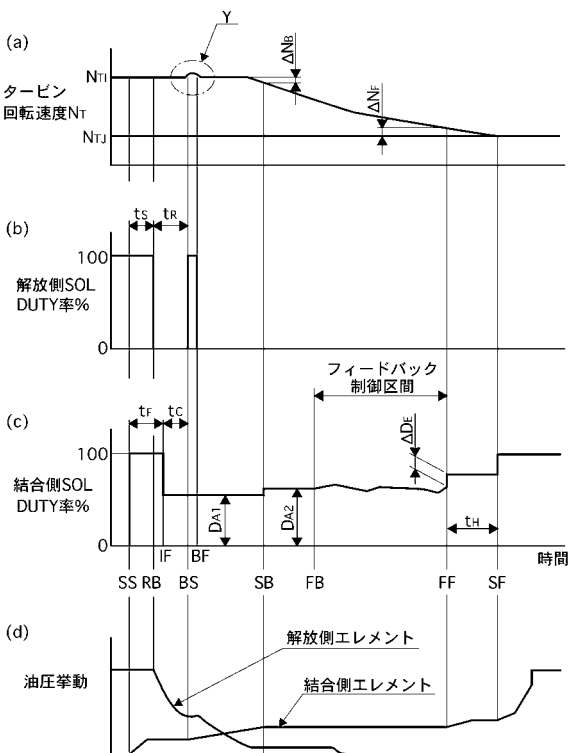 (a)
Y
ΔNB
ΔNF
NTI
タービン
回転速度NT
NTJ
tS
tR
(b)
100
解放側SOL
DUTY率%
0
フィードバック
制御区間
(c)
tF
tC
ΔDE
100
結合側SOL
DUTY率%
DA1
DA2
tH
0
IF
BF
時間
SS RB BS SB FB FF SF
(d)
解放側エレメント
油圧挙動
結合側エレメント